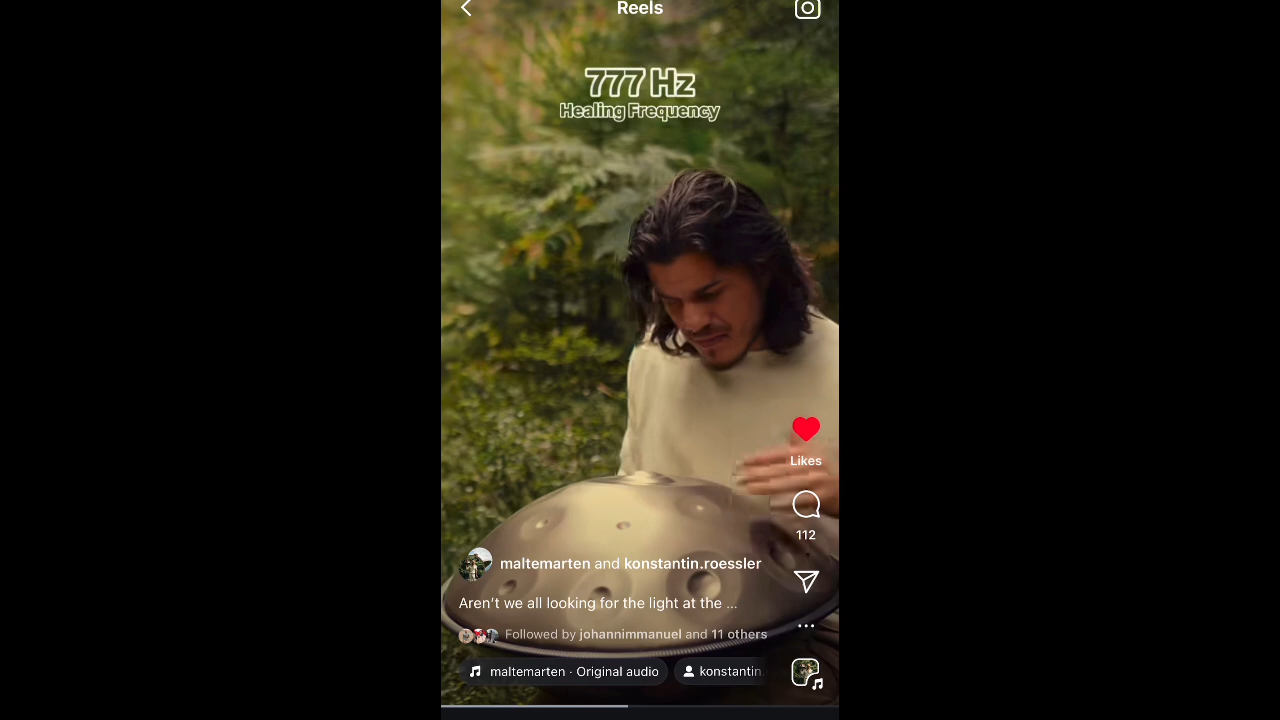 Reels
777 Hz
Healing Frequency
Likes
112
maltemarten and konstantin.roessler
Aren't we all looking for the light at the ...
Followed by johannimmanuel and 11 others
maltemarten · Original audio
konstantin.